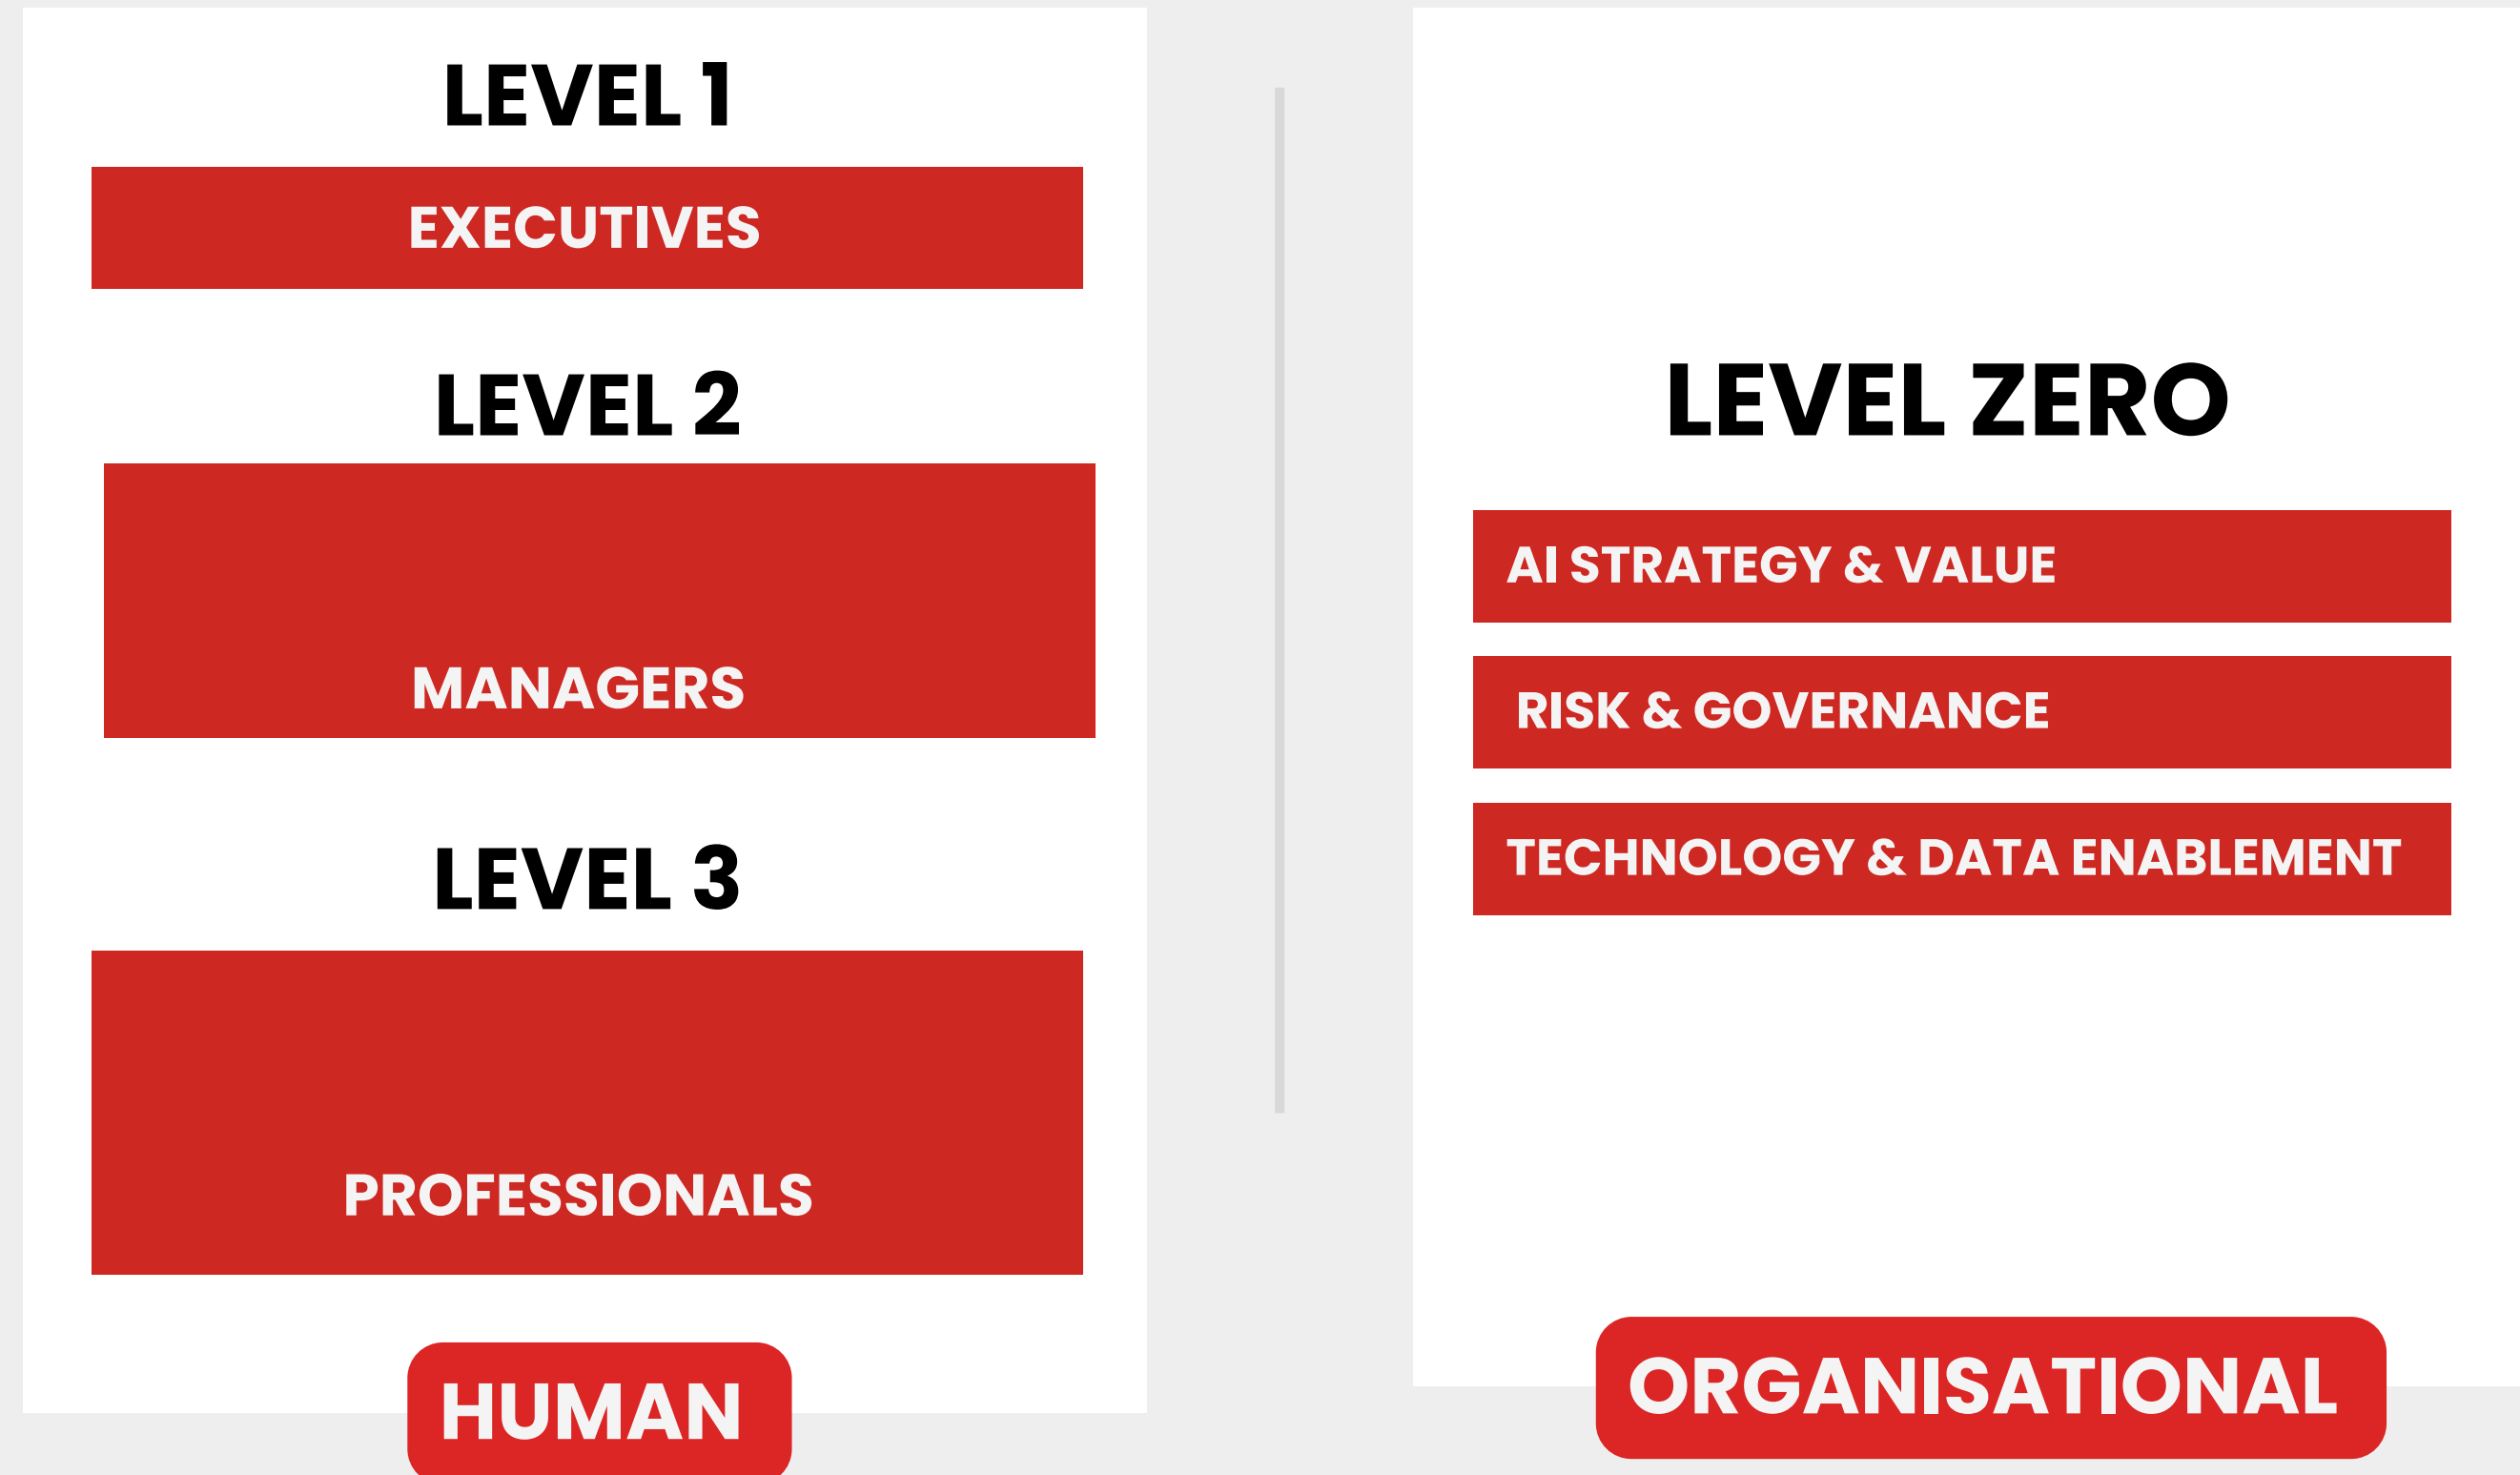 LEVEL 1
EXECUTIVES
LEVEL 2
MANAGERS
LEVEL 3
PROFESSIONALS
HUMAN
LEVEL ZERO
AI STRATEGY & VALUE
RISK & GOVERNANCE
TECHNOLOGY & DATA ENABLEMENT
ORGANISATIONAL